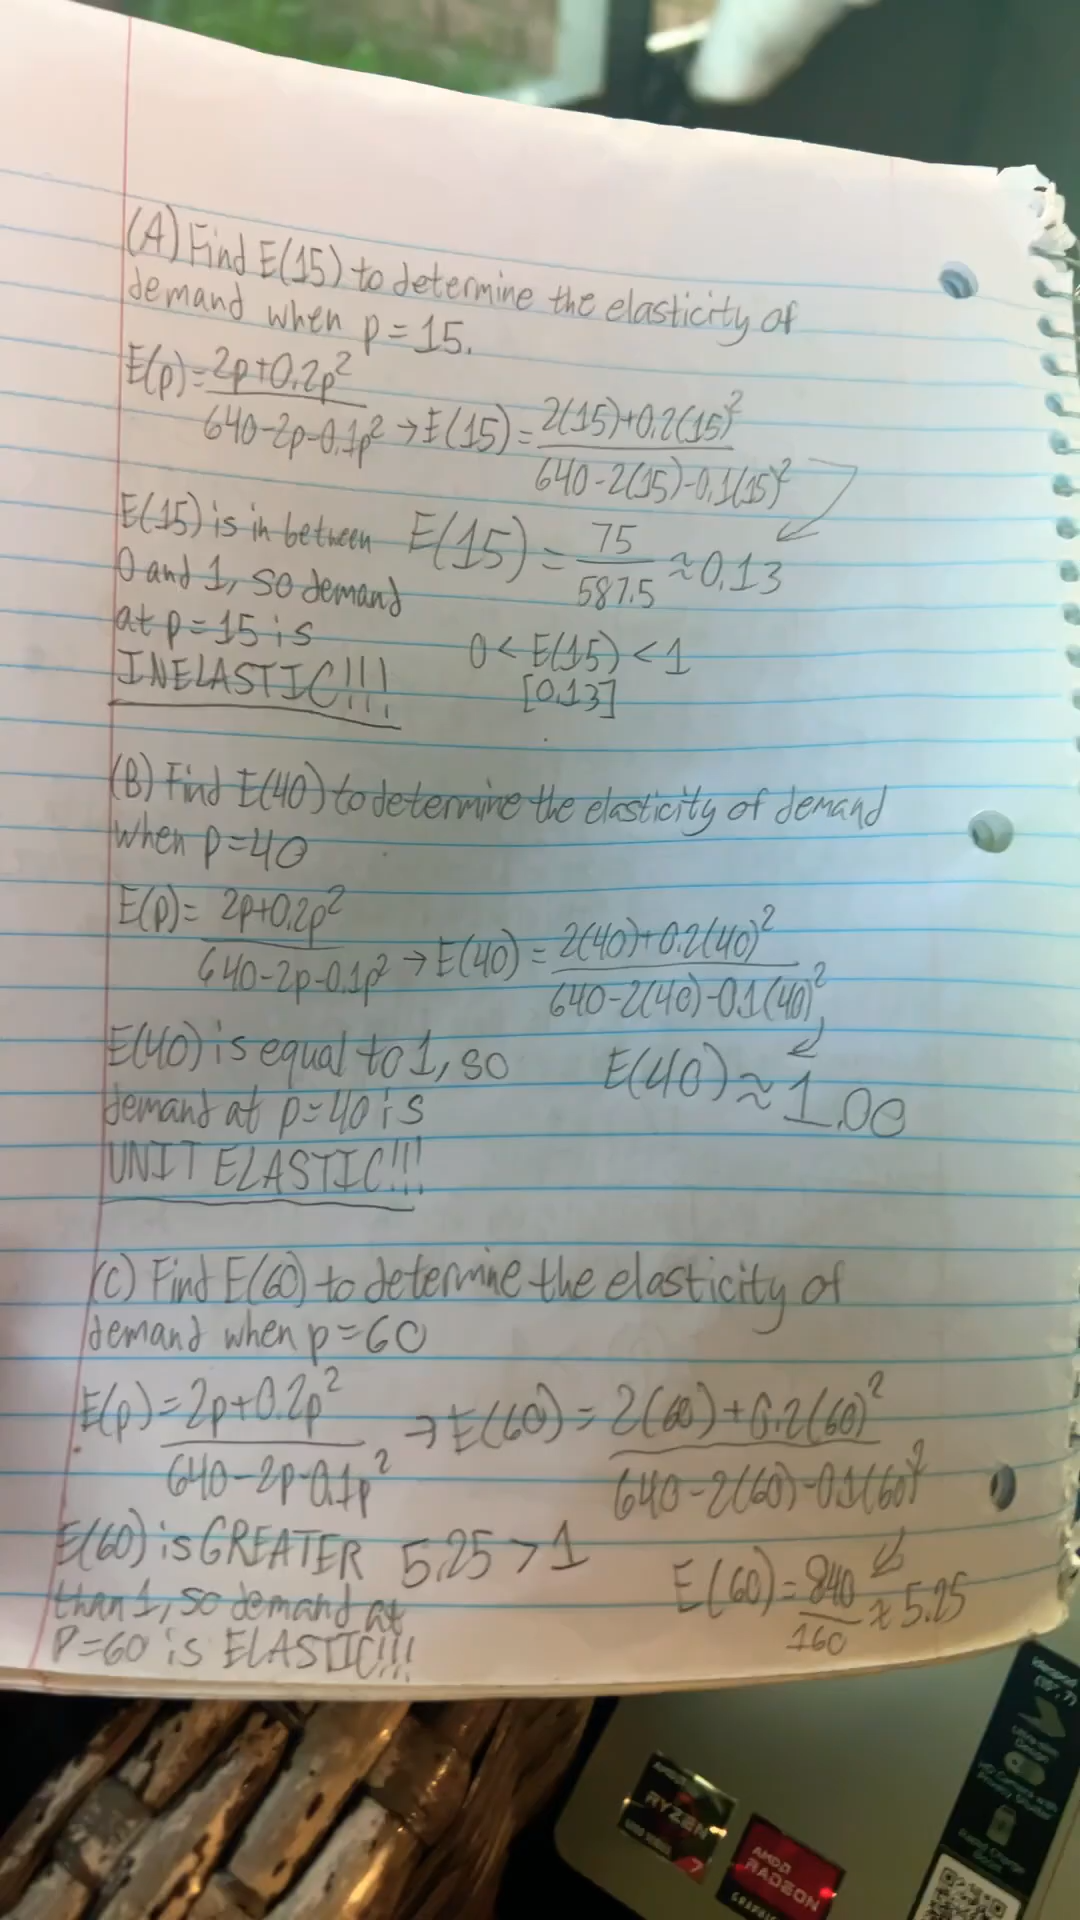 (A) Find E(15) to determine the elasticity of
demand when p=15.
E(p)=2p+0.2p²/640-2p-0.1p² → E(15)=2(15)+0.2(15)²/640-2(15)-0.1(15)²
E(15) is in between
0 and 1, so demand
at p=15 is
INELASTIC!!!
E(15) = 75/587.5 ≈ 0.13
0 < E(15) < 1
[0.13]
(B) Find E(40) to determine the elasticity of demand
when p=40
E(p)= 2p+0.2p²/640-2p-0.1p² → E(40) = 2(40)+0.2(40)²/640-2(40)-0.1(40)²
E(40) is equal to 1, so
demand at p=40 is
UNIT ELASTIC!!!
E(40) ≈ 1.00
(C) Find E(60) to determine the elasticity of
demand when p=60
E(p)=2p+0.2p²/640-2p-0.1p² → E(60) = 2(60)+0.2(60)²/640-2(60)-0.1(60)²
E(60) is GREATER
than 1, so demand at
P=60 is ELASTIC!!!
5.25 > 1
E(60) = 840/160 ≈ 5.25
AMD
RYZEN
7
AMD
RADEON
GRAPHICS